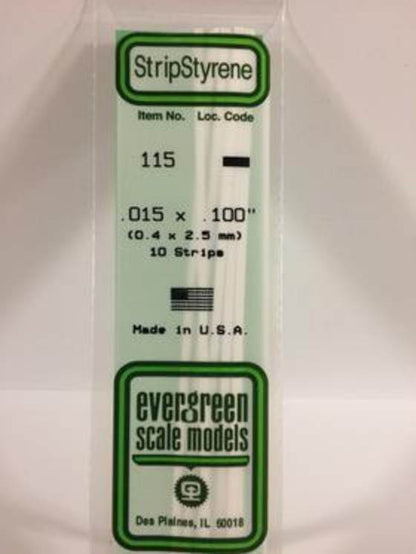 StripStyrene
Item No. Loc. Code
115
.015 x .100"
(0.4 x 2.5 mm)
10 Strips
Made in U.S.A.
evergreen
scale models
Des Plaines, IL 60018